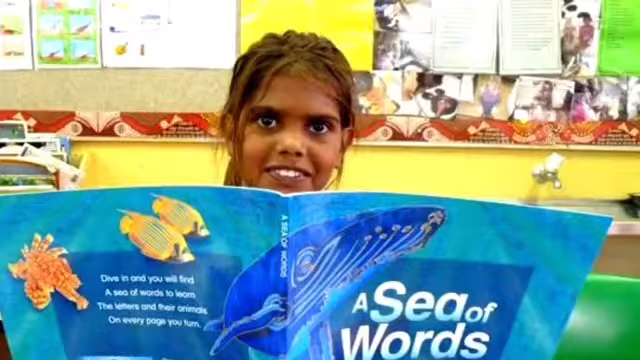 Dive in and you will find
A sea of words to learn
The letters and their animals
On every page you turn.
A SEA OF WORDS
A Sea of
Words